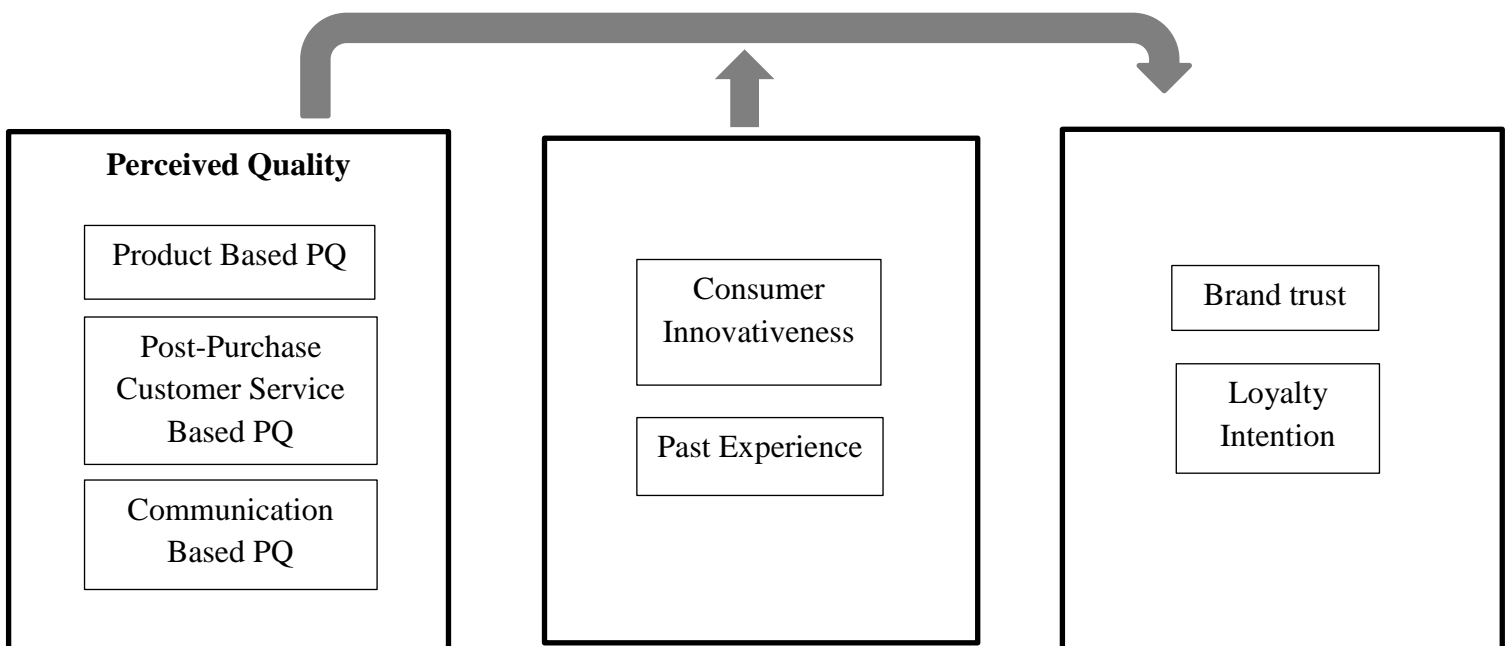 Perceived Quality
Product Based PQ
Post-Purchase
Customer Service
Based PQ
Communication
Based PQ
Consumer
Innovativeness
Past Experience
Brand trust
Loyalty
Intention